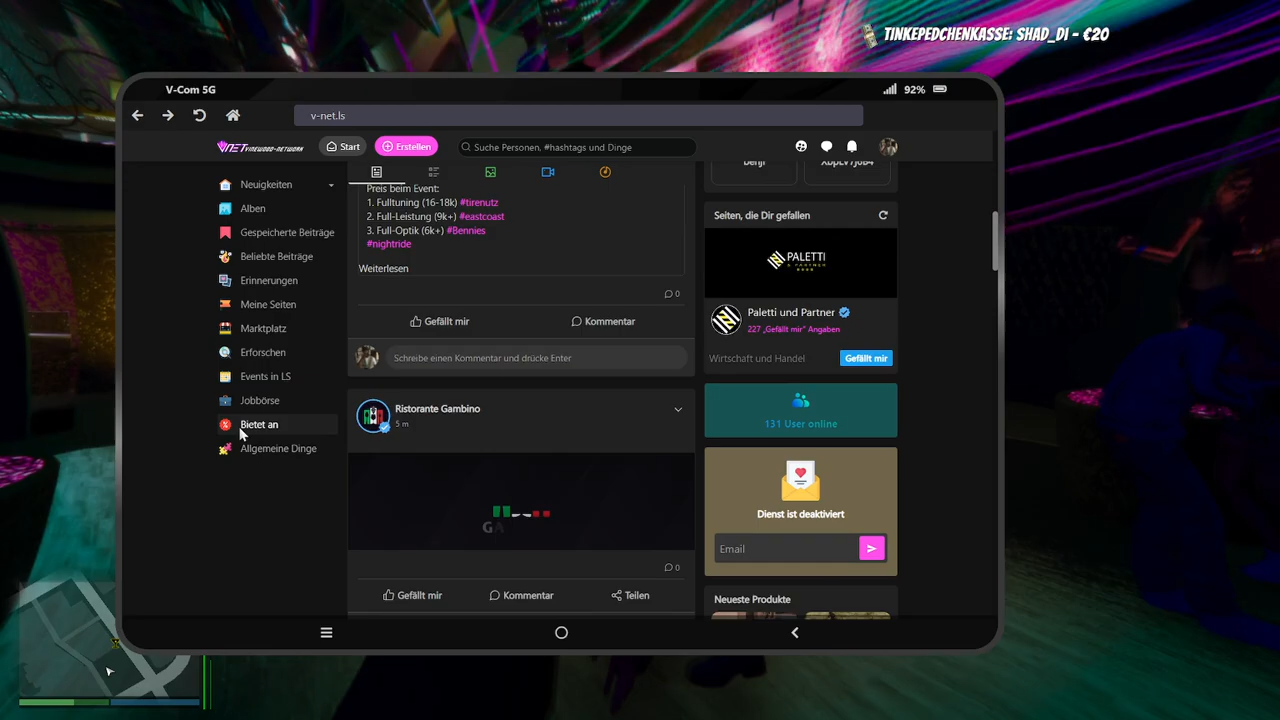 TINKEPEDCHENKASSE: SHAD_DI - €20
V-Com 5G
92%
v-net.ls
VNET VINEWOOD-NETWORK
Start
Erstellen
Suche Personen, #hashtags und Dinge
Neuigkeiten
Alben
Gespeicherte Beiträge
Beliebte Beiträge
Erinnerungen
Meine Seiten
Marktplatz
Erforschen
Events in LS
Jobbörse
Bietet an
Allgemeine Dinge
Preis beim Event:
1. Fulltuning (16-18k) #tirenutz
2. Full-Leistung (9k+) #eastcoast
3. Full-Optik (6k+) #Bennies
#nightride
Weiterlesen
0
Gefällt mir
Kommentar
Schreibe einen Kommentar und drücke Enter
Ristorante Gambino
5 m
GA
0
Gefällt mir
Kommentar
Teilen
Benji
Seiten, die Dir gefallen
PALETTI
Paletti und Partner
227 „Gefällt mir" Angaben
Wirtschaft und Handel
Gefällt mir
131 User online
Dienst ist deaktiviert
Email
Neueste Produkte